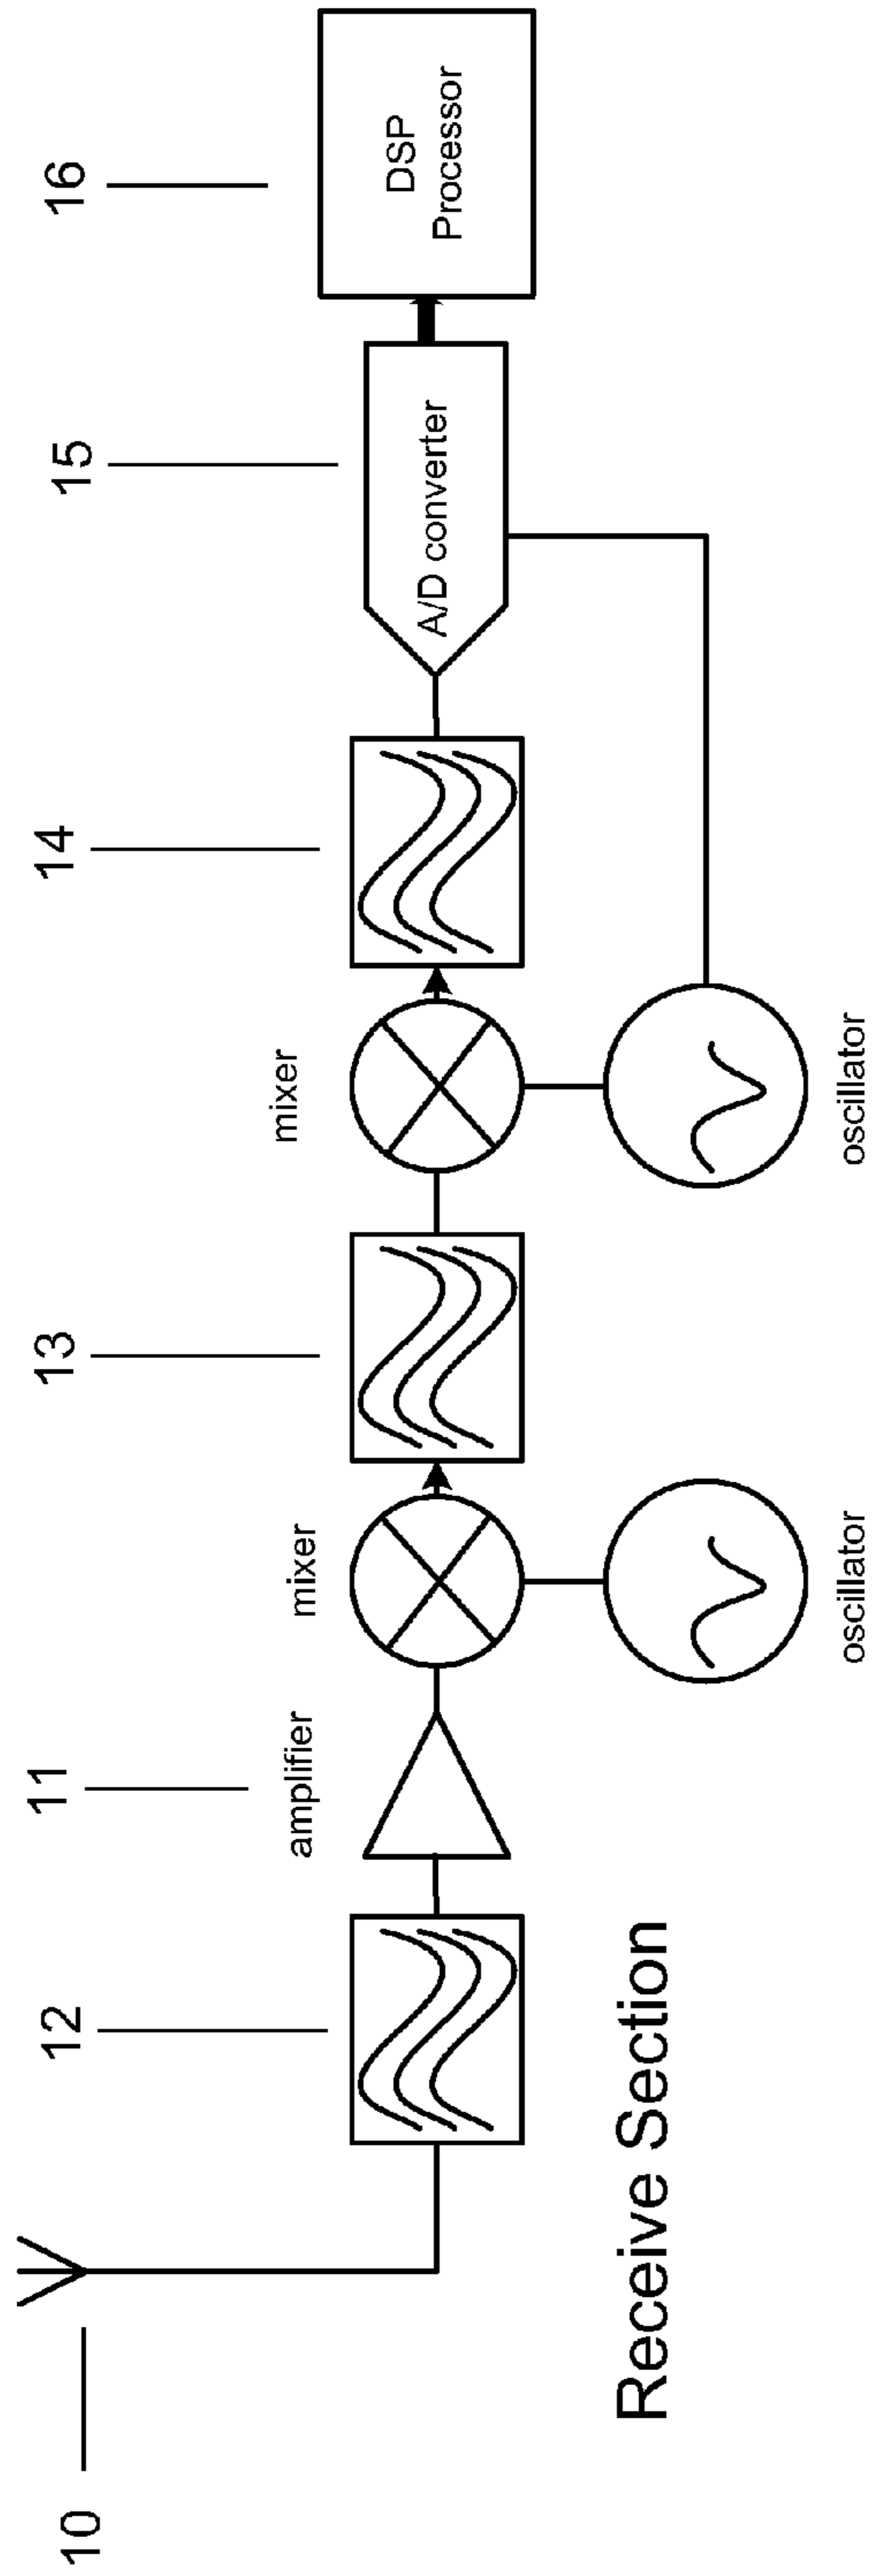 10
12
11
13
14
15
16
amplifier
mixer
mixer
A/D converter
DSP
Processor
oscillator
oscillator
Receive Section